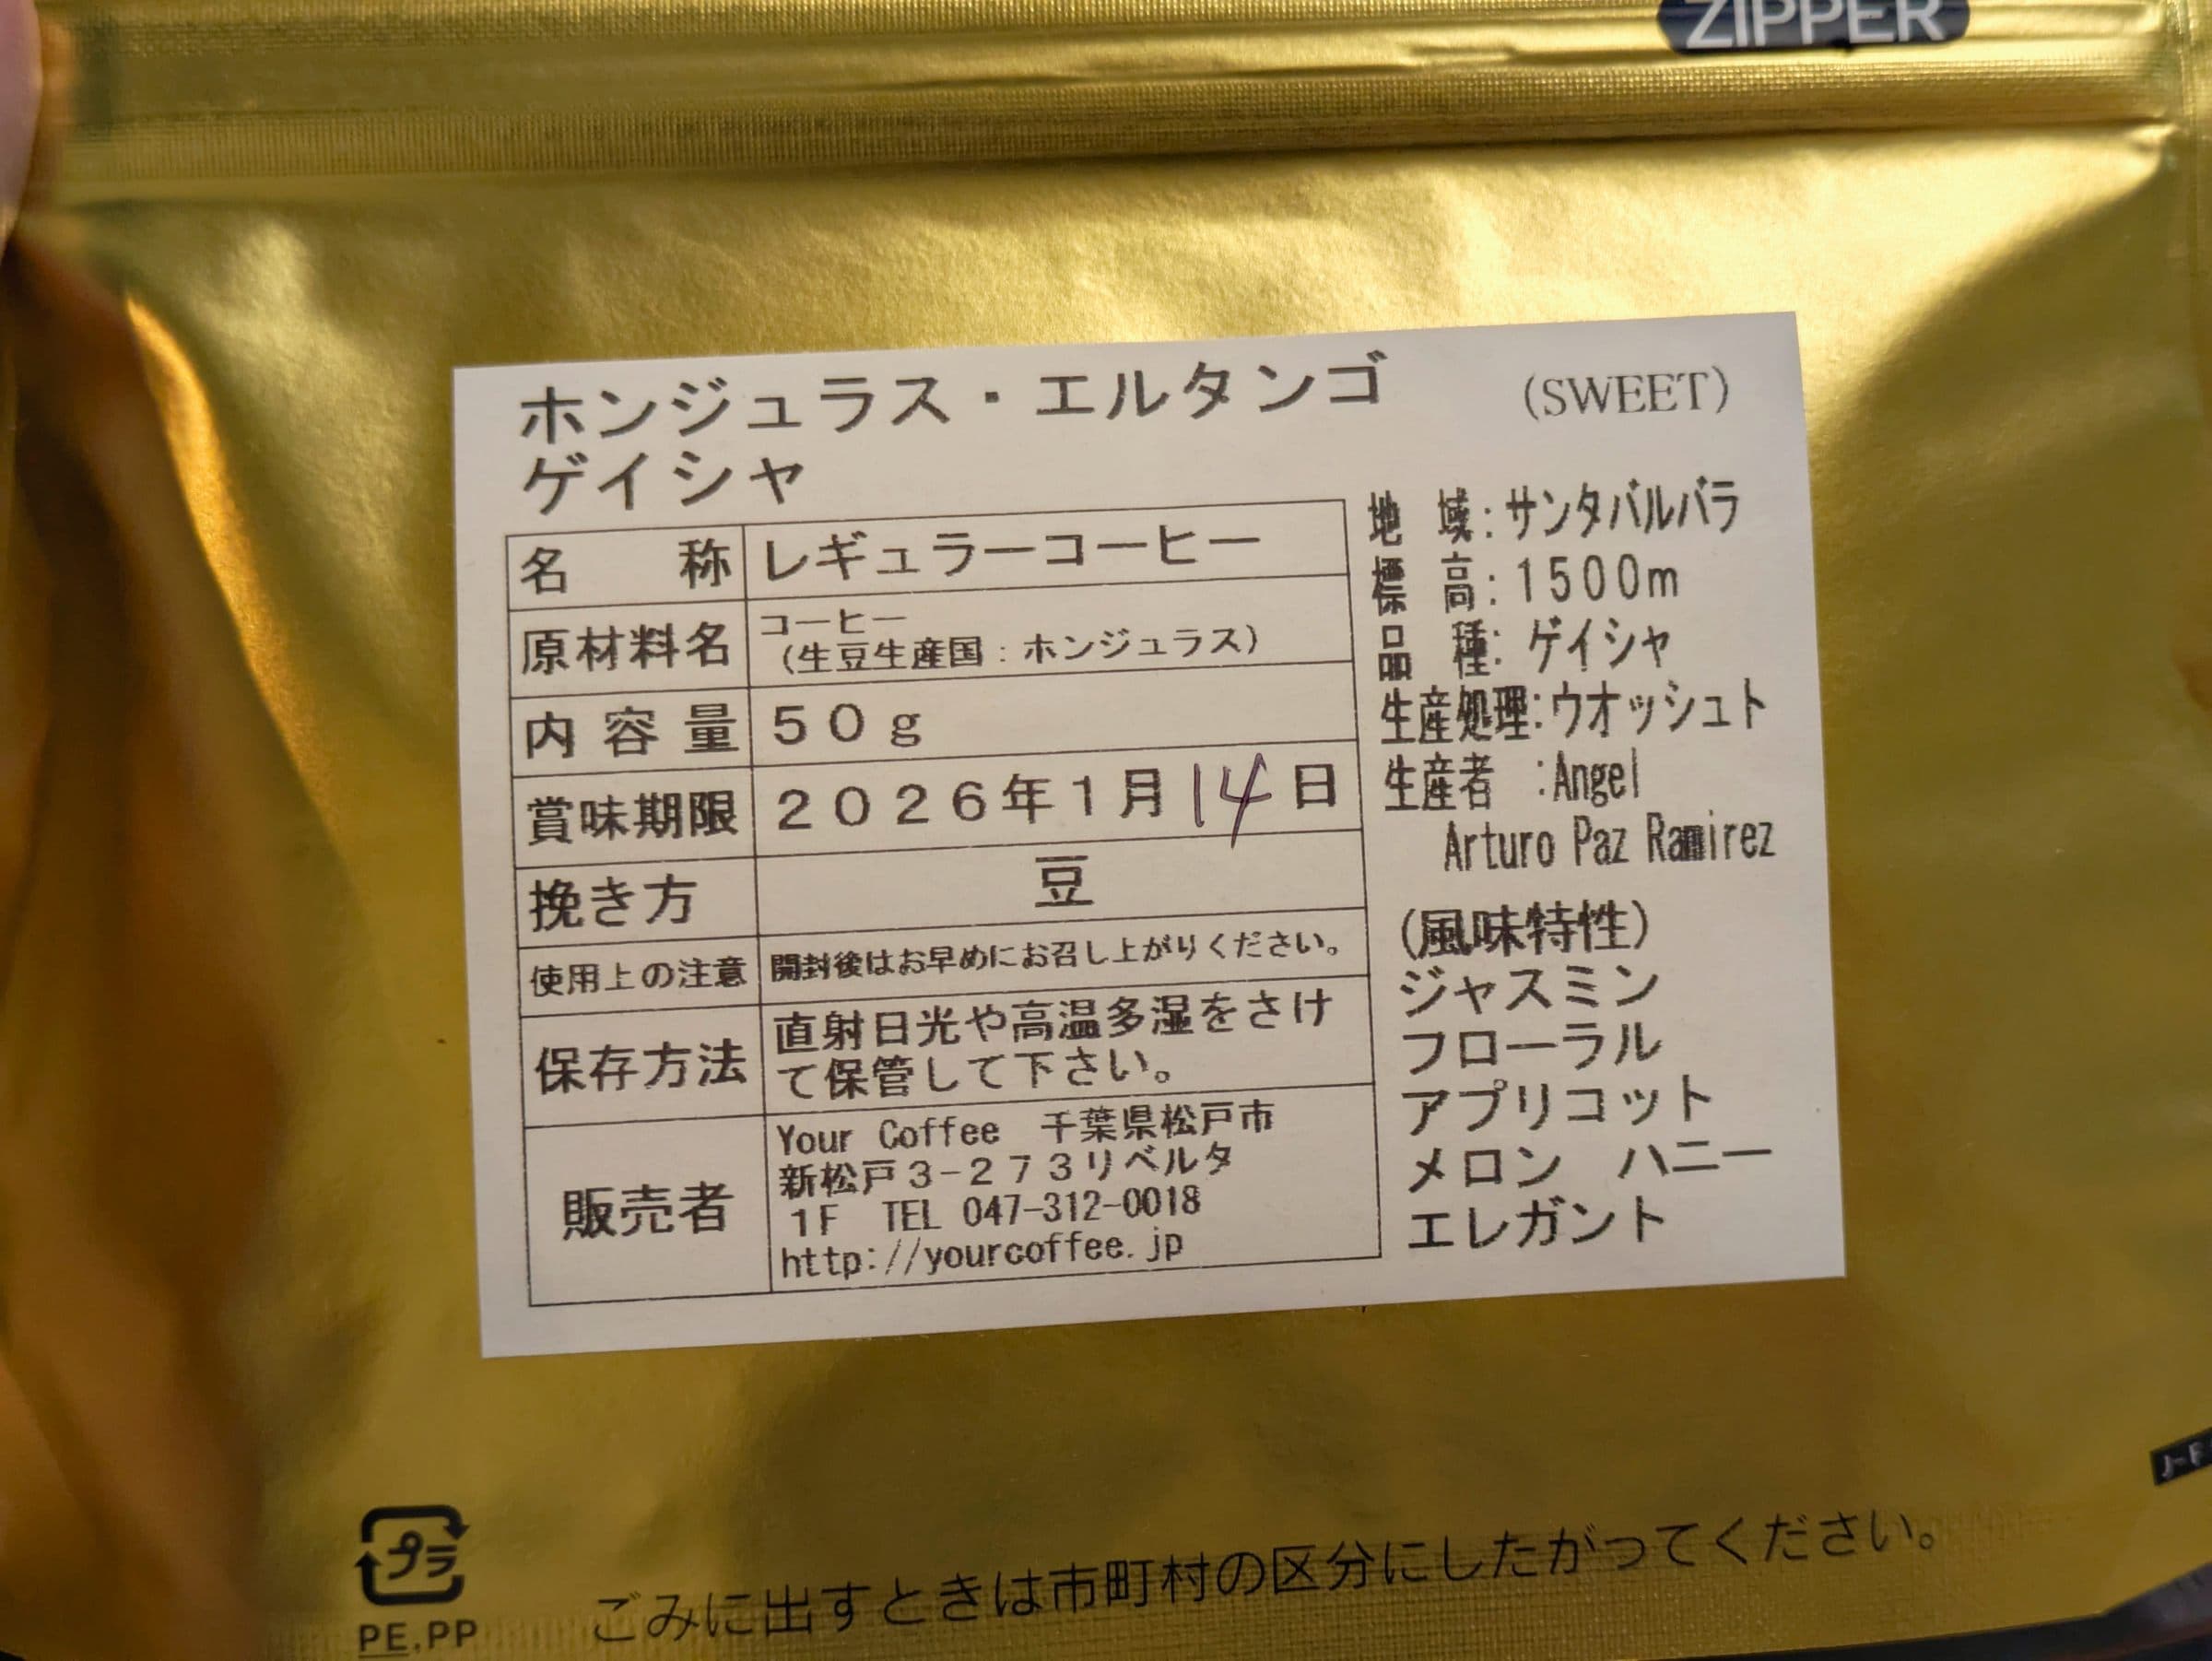 ZIPPER
ホンジュラス・エルタンゴ (SWEET)
ゲイシャ
名 称 レギュラーコーヒー
原材料名 コーヒー
(生豆生産国:ホンジュラス)
内容量 50g
賞味期限 2026年1月14日
挽き方 豆
使用上の注意 開封後はお早めにお召し上がりください。
保存方法 直射日光や高温多湿をさけ
て保管して下さい。
販売者 Your Coffee 千葉県松戸市
新松戸3-273リベルタ
1F TEL 047-312-0018
http://yourcoffee.jp
地 域:サンタバルバラ
標 高:1500m
品 種:ゲイシャ
生産処理:ウオッシュト
生産者 :Angel
Arturo Paz Ramirez
(風味特性)
ジャスミン
フローラル
アプリコット
メロン ハニー
エレガント
プラ
PE.PP
ごみに出すときは市町村の区分にしたがってください。